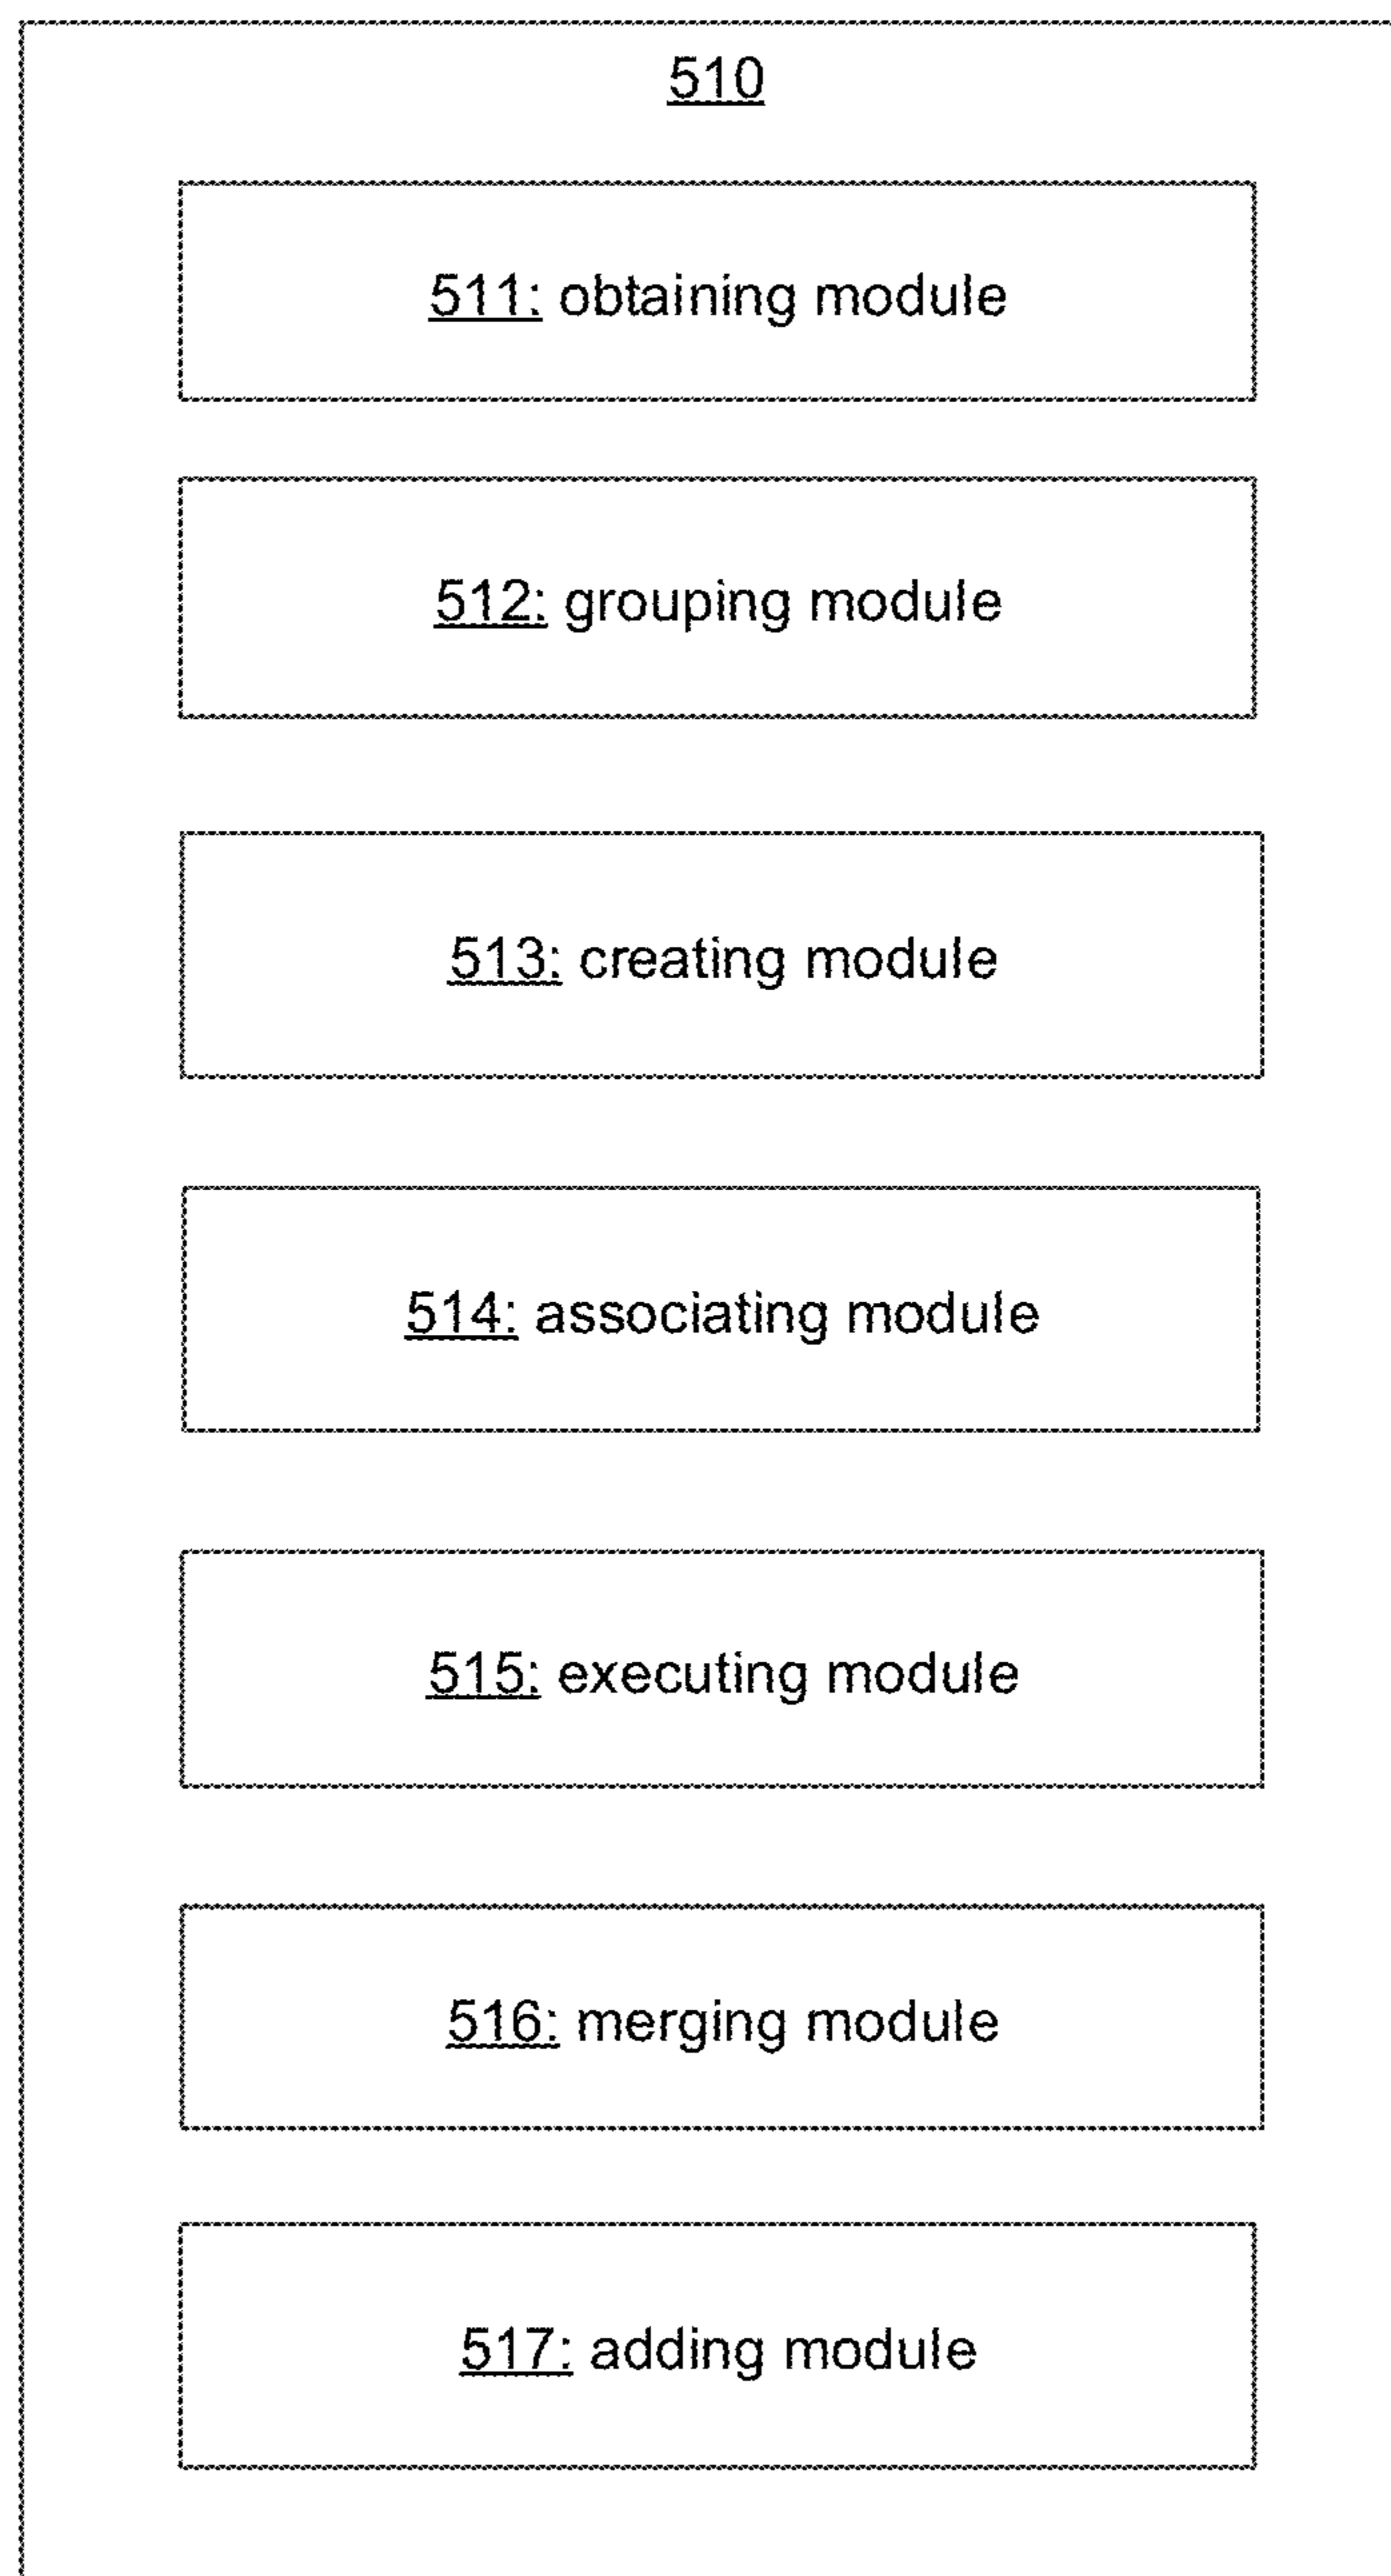 510
511: obtaining module
512: grouping module
513: creating module
514: associating module
515: executing module
516: merging module
517: adding module